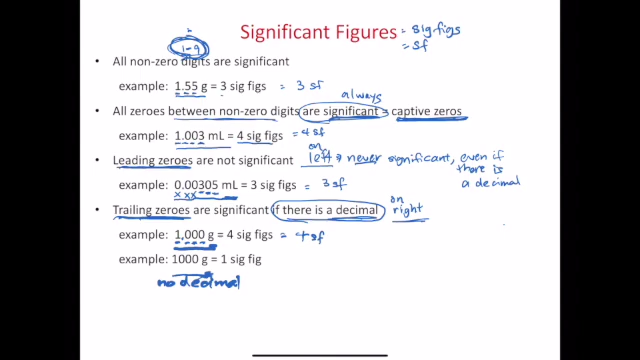 Significant Figures = sig figs
= sf
1-9
• All non-zero digits are significant
example: 1.55 g = 3 sig figs = 3 sf
always
• All zeroes between non-zero digits are significant = captive zeros
example: 1.003 mL = 4 sig figs = 4 sf
on
• Leading zeroes are not significant left → never significant, even if
there is
a decimal
example: 0.00305 mL = 3 sig figs = 3 sf
xxx
on
• Trailing zeroes are significant if there is a decimal right
example: 1,000 g = 4 sig figs = 4 sf
example: 1000 g = 1 sig fig
no decimal